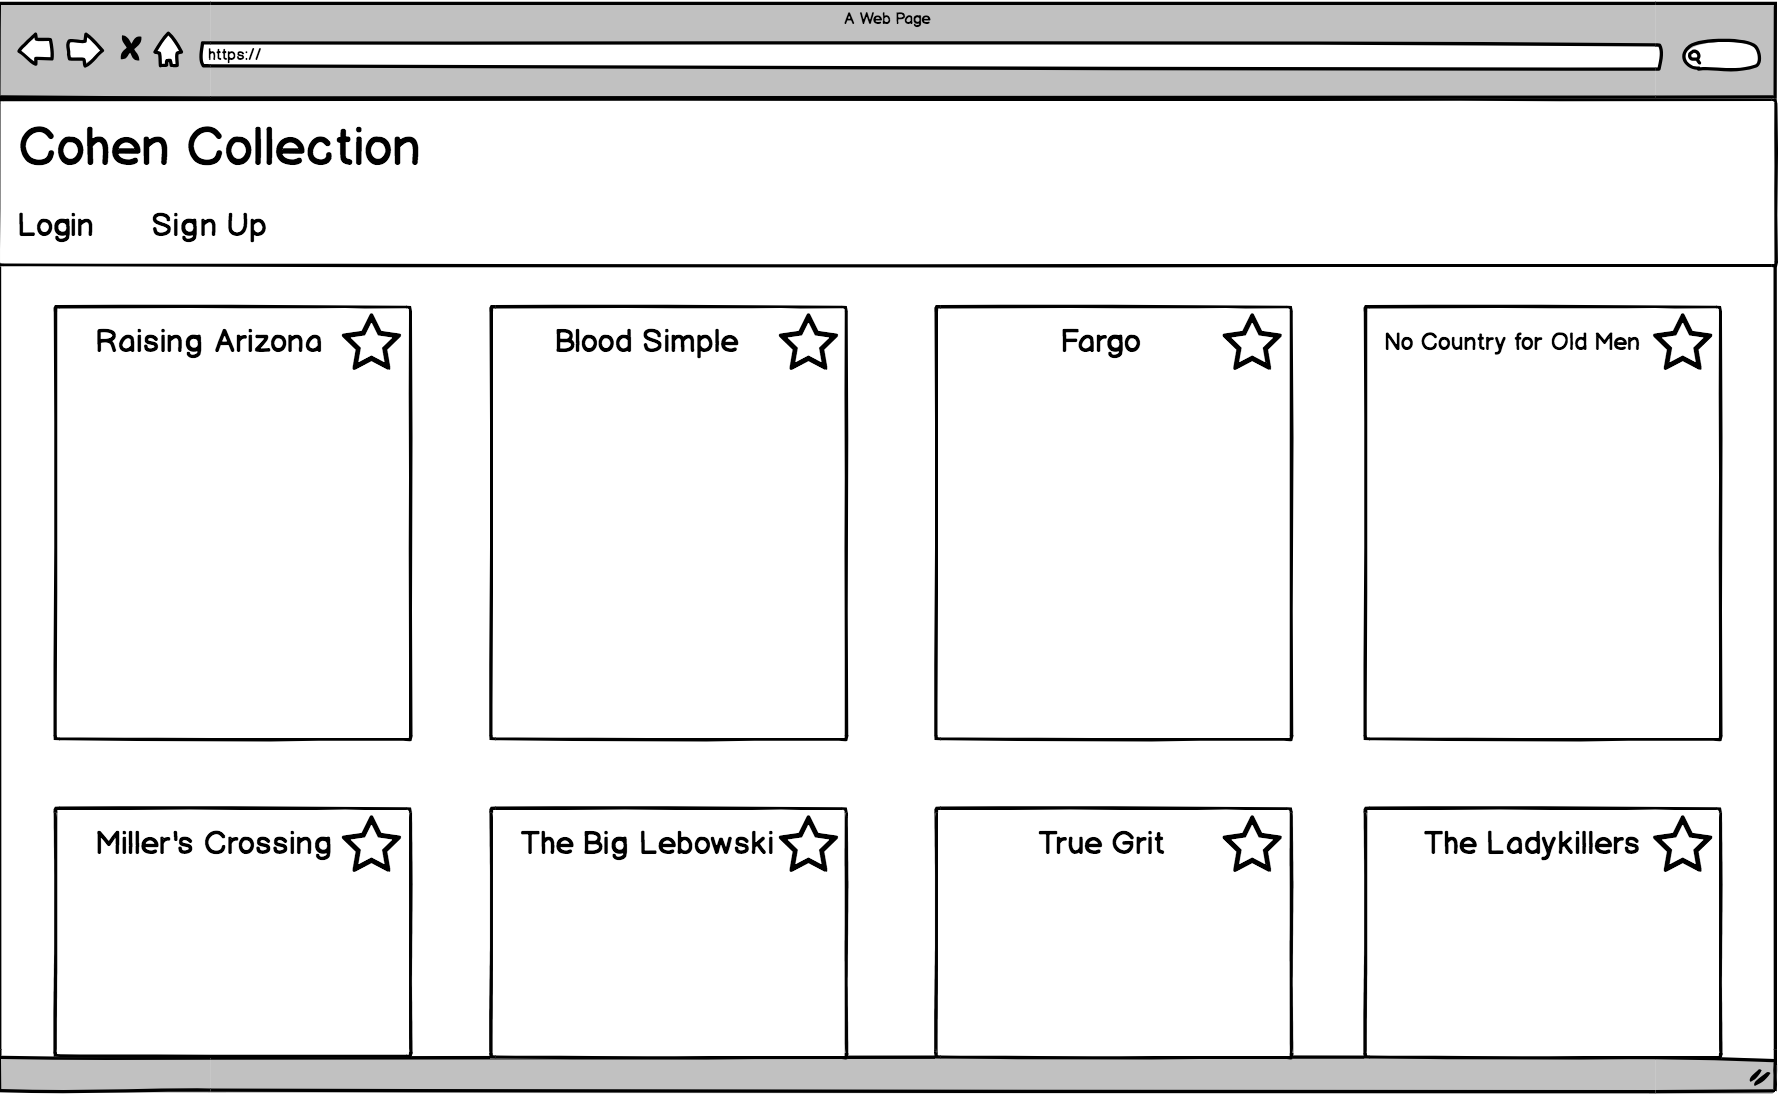 A Web Page
https://
Cohen Collection
Login Sign Up
Raising Arizona
Blood Simple
Fargo
No Country for Old Men
Miller's Crossing
The Big Lebowski
True Grit
The Ladykillers